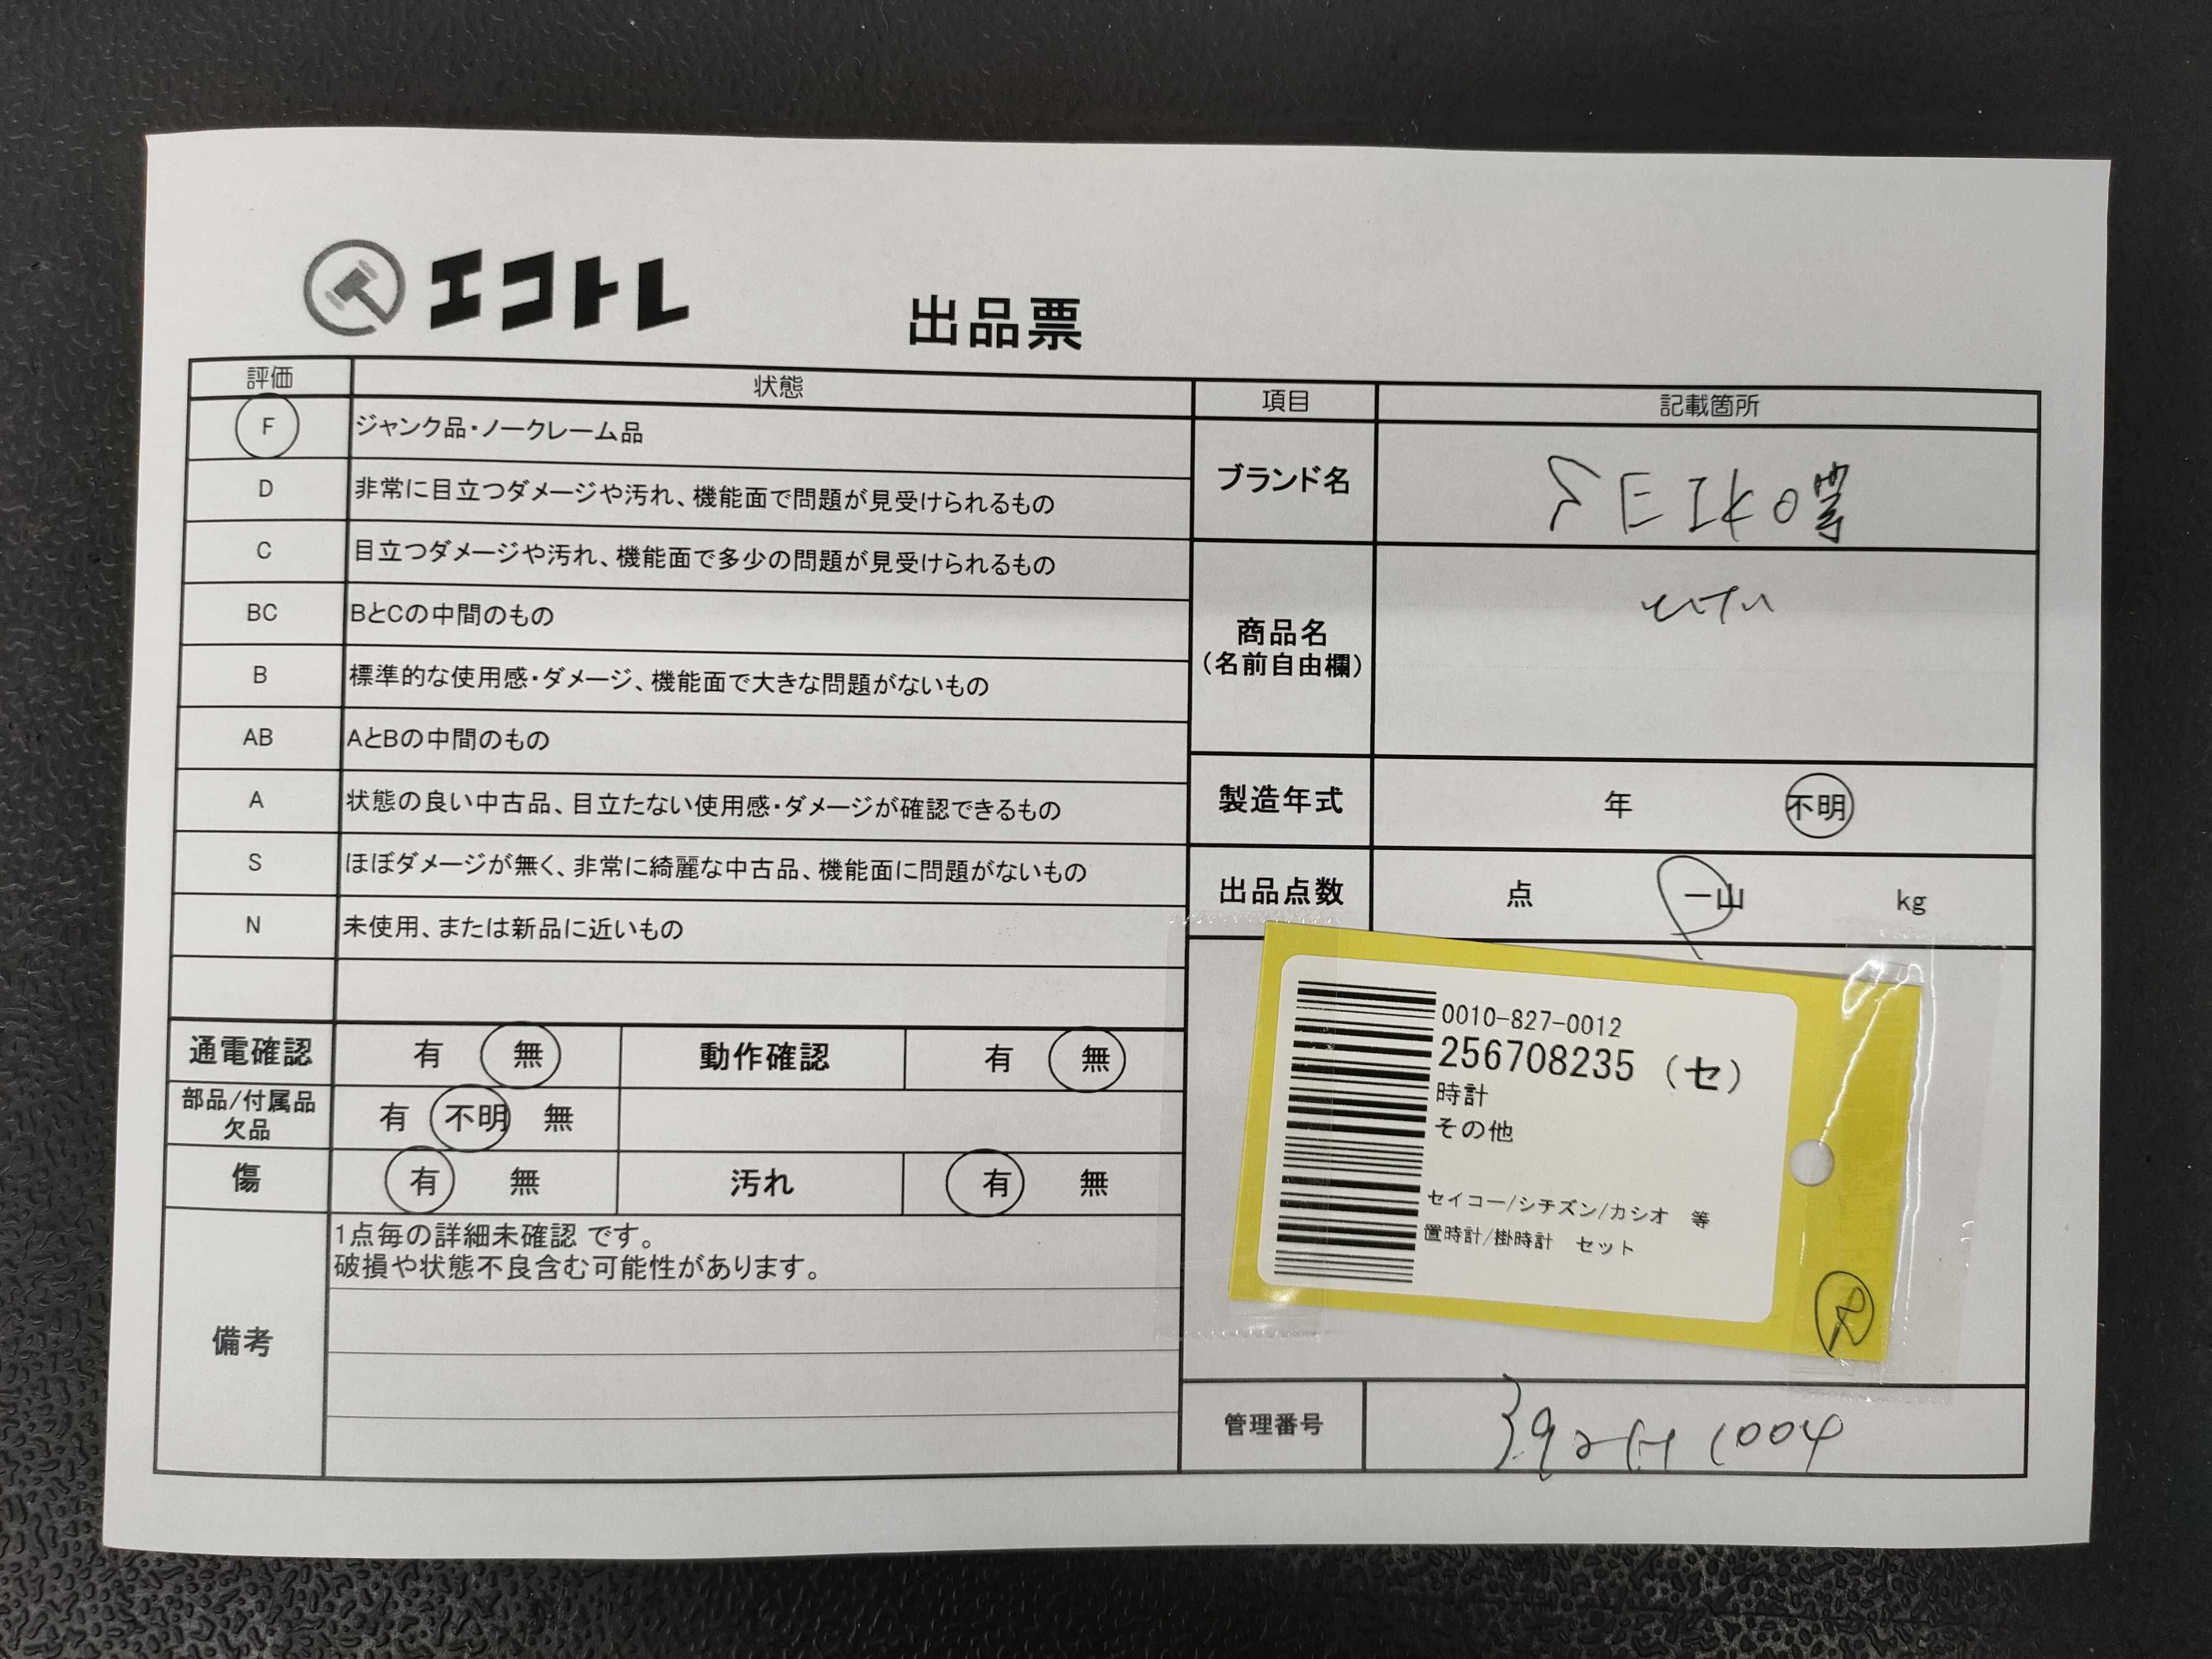 エコトレ
出品票
評価 状態
F ジャンク品・ノークレーム品
D 非常に目立つダメージや汚れ、機能面で問題が見受けられるもの
C 目立つダメージや汚れ、機能面で多少の問題が見受けられるもの
BC BとCの中間のもの
B 標準的な使用感・ダメージ、機能面で大きな問題がないもの
AB AとBの中間のもの
A 状態の良い中古品、目立たない使用感・ダメージが確認できるもの
S ほぼダメージが無く、非常に綺麗な中古品、機能面に問題がないもの
N 未使用、または新品に近いもの
通電確認 有 無 動作確認 有 無
部品/付属品
欠品
有 不明 無
傷 有 無 汚れ 有 無
備考
1点毎の詳細未確認 です。
破損や状態不良含む可能性があります。
項目 記載箇所
ブランド名 SEIKO等
商品名
(名前自由欄)
製造年式 年 不明
出品点数 点 一山 kg
0010-827-0012
256708235 (セ)
時計
その他
セイコー/シチズン/カシオ 等
置時計/掛時計 セット
管理番号